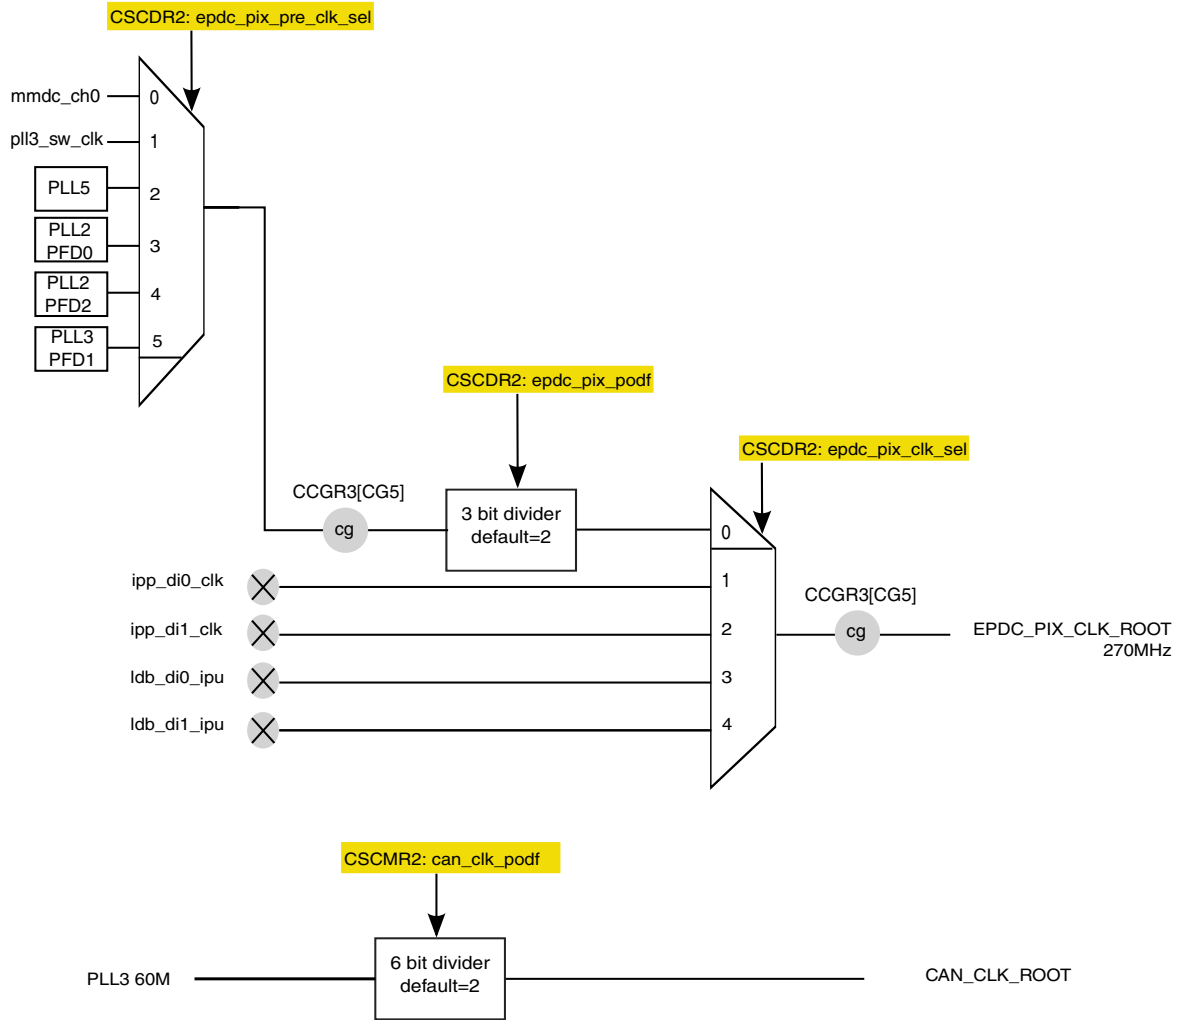 CSCDR2: epdc_pix_pre_clk_sel
mmdc_ch0
0
pll3_sw_clk
1
PLL5
2
PLL2
PFD0
3
PLL2
PFD2
4
PLL3
PFD1
5
CSCDR2: epdc_pix_podf
CSCDR2: epdc_pix_clk_sel
CCGR3[CG5]
cg
3 bit divider
default=2
0
ipp_di0_clk
1
CCGR3[CG5]
ipp_di1_clk
2
cg
EPDC_PIX_CLK_ROOT
270MHz
ldb_di0_ipu
3
ldb_di1_ipu
4
CSCMR2: can_clk_podf
PLL3 60M
6 bit divider
default=2
CAN_CLK_ROOT